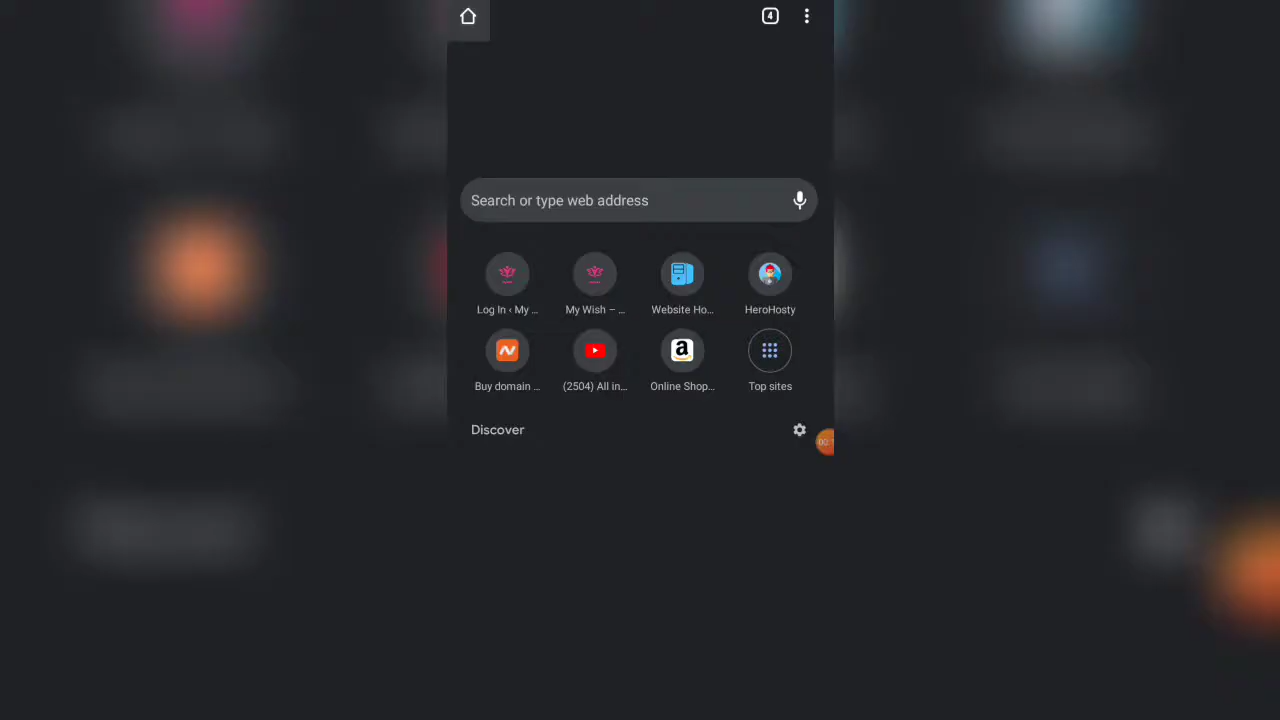 4
Search or type web address
Log In ‹ My ...
My Wish – ...
Website Ho...
HeroHosty
Buy domain ...
(2504) All in...
Online Shop...
Top sites
Discover